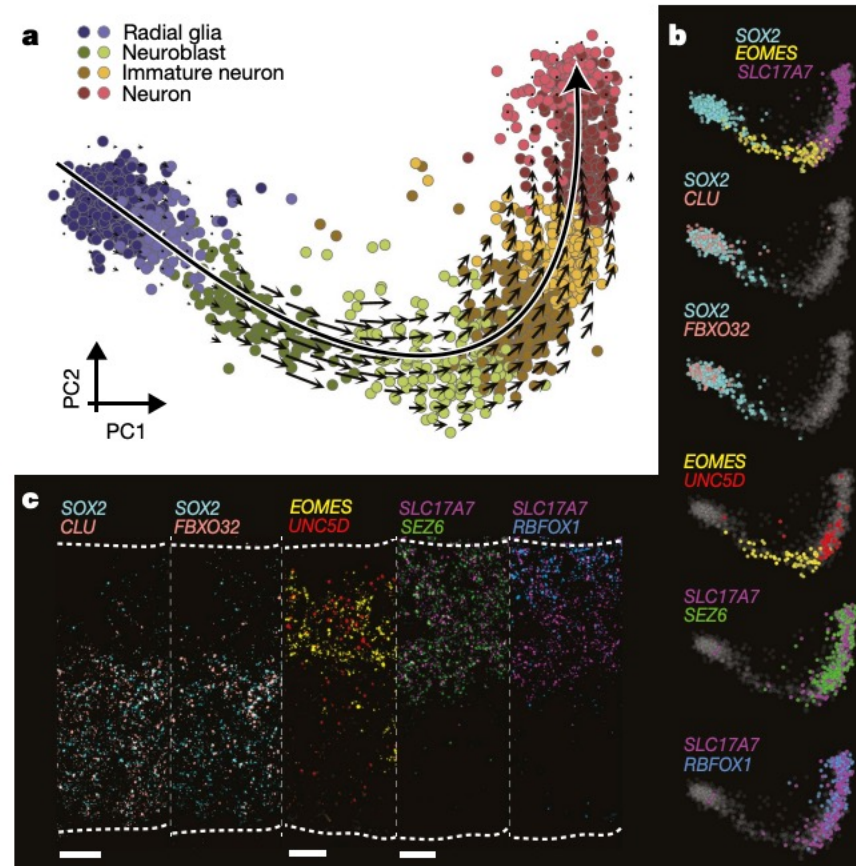 a
Radial glia
Neuroblast
Immature neuron
Neuron
PC2
PC1
b
SOX2
EOMES
SLC17A7
SOX2
CLU
SOX2
FBXO32
EOMES
UNC5D
SLC17A7
SEZ6
SLC17A7
RBFOX1
c
SOX2
CLU
SOX2
FBXO32
EOMES
UNC5D
SLC17A7
SEZ6
SLC17A7
RBFOX1